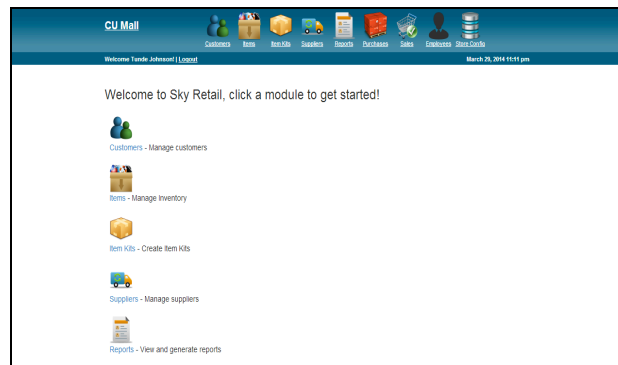 CU Mall
Customers Items Item Kits Suppliers Reports Purchases Sales Employees Store Config
Welcome Tunde Johnson! | Logout March 29, 2014 11:11 pm
Welcome to Sky Retail, click a module to get started!
Customers - Manage customers
Items - Manage Inventory
Item Kits - Create Item Kits
Suppliers - Manage suppliers
Reports - View and generate reports